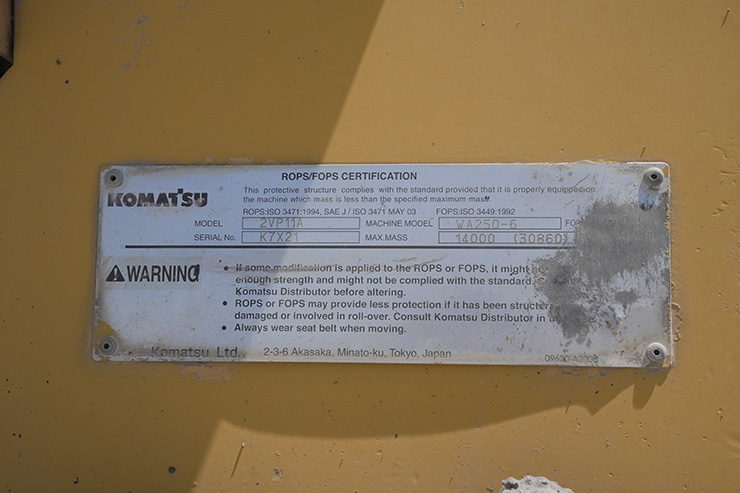 ROPS/FOPS CERTIFICATION
KOMATSU
This protective structure complies with the standard provided that it is properly equipped on
the machine which mass is less than the specified maximum mass.
ROPS:ISO 3471:1994, SAE J / ISO 3471 MAY 03 FOPS:ISO 3449:1992
MODEL 2VP11A MACHINE MODEL WA250-6
SERIAL No. K7X21 MAX.MASS 14000 (30860)
WARNING
• If some modification is applied to the ROPS or FOPS, it might
enough strength and might not be complied with the standard.
Komatsu Distributor before altering.
• ROPS or FOPS may provide less protection if it has been
damaged or involved in roll-over. Consult Komatsu Distributor in
• Always wear seat belt when moving.
Komatsu Ltd. 2-3-6 Akasaka, Minato-ku, Tokyo, Japan